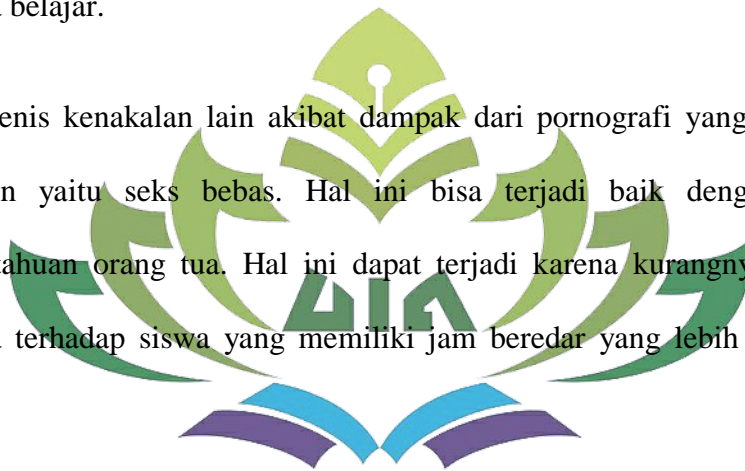 belajar.
enis kenakalan lain akibat dampak dari pornografi yang
n yaitu seks bebas. Hal ini bisa terjadi baik deng
tahuan orang tua. Hal ini dapat terjadi karena kurangny
terhadap siswa yang memiliki jam beredar yang lebih
UIA